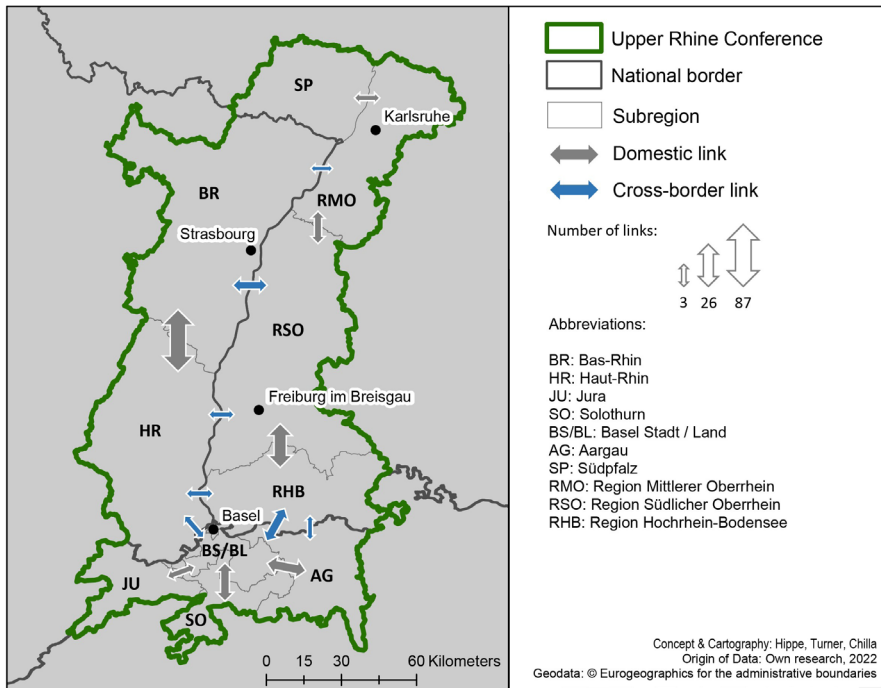 SP
Karlsruhe
BR
RMO
Strasbourg
RSO
Freiburg im Breisgau
HR
RHB
Basel
BS/BL
JU
AG
SO
0 15 30 60 Kilometers
Upper Rhine Conference
National border
Subregion
Domestic link
Cross-border link
Number of links:
3 26 87
Abbreviations:
BR: Bas-Rhin
HR: Haut-Rhin
JU: Jura
SO: Solothurn
BS/BL: Basel Stadt / Land
AG: Aargau
SP: Südpfalz
RMO: Region Mittlerer Oberrhein
RSO: Region Südlicher Oberrhein
RHB: Region Hochrhein-Bodensee
Concept & Cartography: Hippe, Turner, Chilla
Origin of Data: Own research, 2022
Geodata: © Eurogeographics for the administrative boundaries